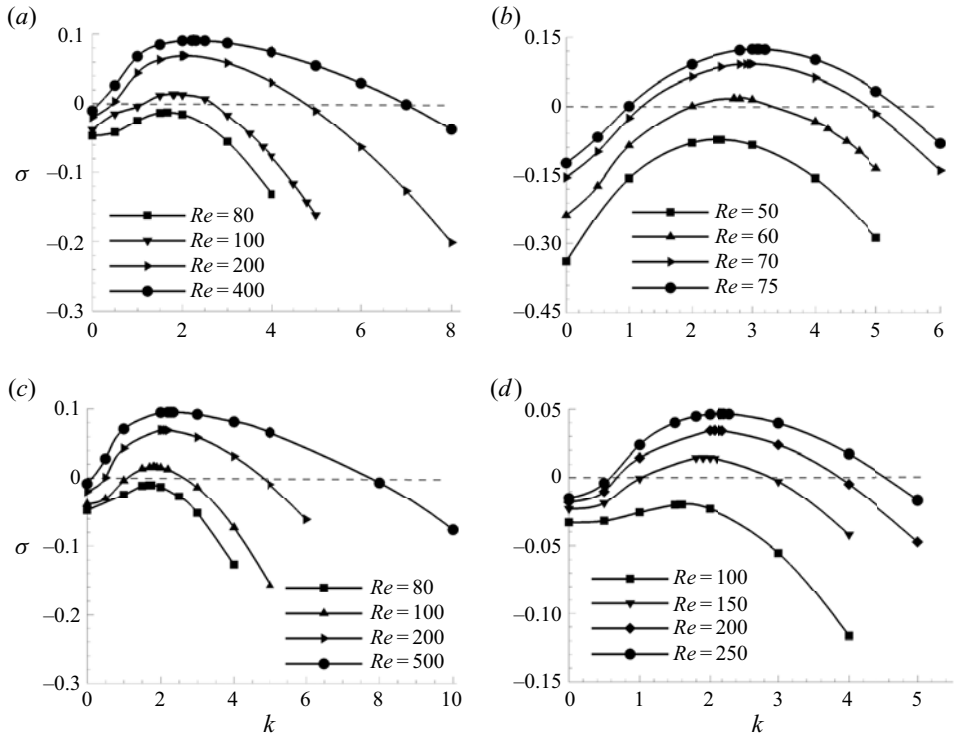 (a)
0.1
0
–0.1
–0.2
–0.3
σ
Re = 80
Re = 100
Re = 200
Re = 400
0 2 4 6 8
(b)
0.15
0
–0.15
–0.30
–0.45
Re = 50
Re = 60
Re = 70
Re = 75
0 1 2 3 4 5 6
(c)
0.1
0
–0.1
–0.2
–0.3
σ
Re = 80
Re = 100
Re = 200
Re = 500
0 2 4 6 8 10
k
(d)
0.05
0
–0.05
–0.10
–0.15
Re = 100
Re = 150
Re = 200
Re = 250
0 1 2 3 4 5
k